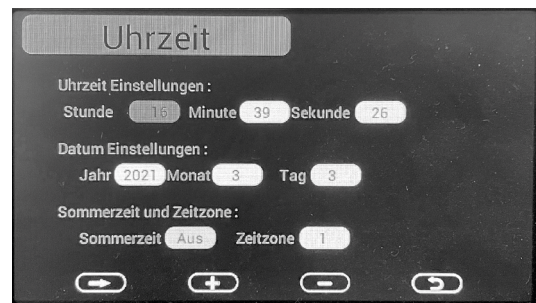 Uhrzeit
Uhrzeit Einstellungen :
Stunde 16 Minute 39 Sekunde 26
Datum Einstellungen :
Jahr 2021 Monat 3 Tag 3
Sommerzeit und Zeitzone :
Sommerzeit Aus Zeitzone 1